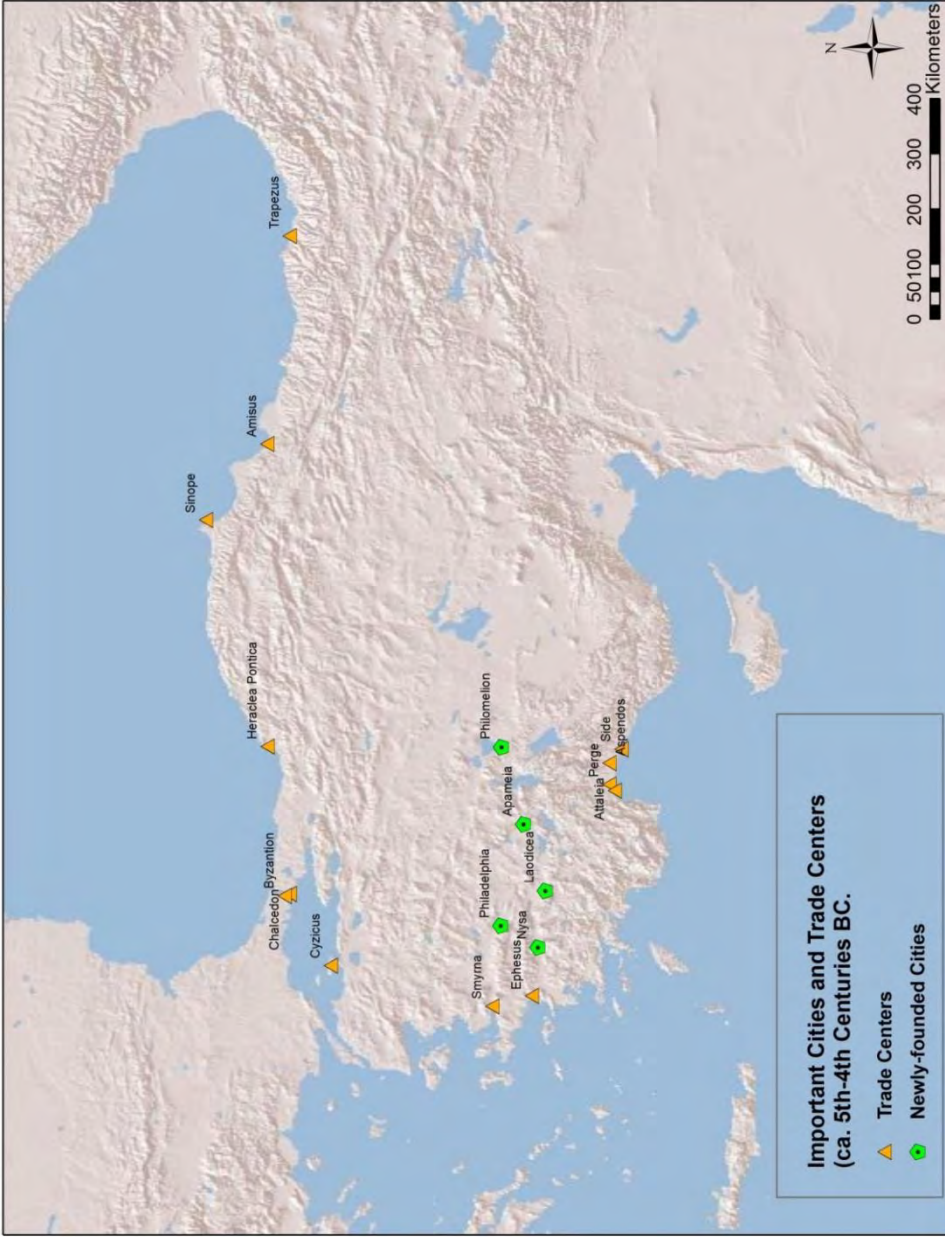 Sinope
Amisus
Trapezus
Heraclea Pontica
Byzantion
Chalcedon
Cyzicus
Smyrna
Philadelphia
Philomelion
Apameia
Ephesus
Nysa
Laodicea
Attaleia
Perge
Side
Aspendos
Important Cities and Trade Centers
(ca. 5th-4th Centuries BC.
Trade Centers
Newly-founded Cities
N
0 50 100 200 300 400
Kilometers